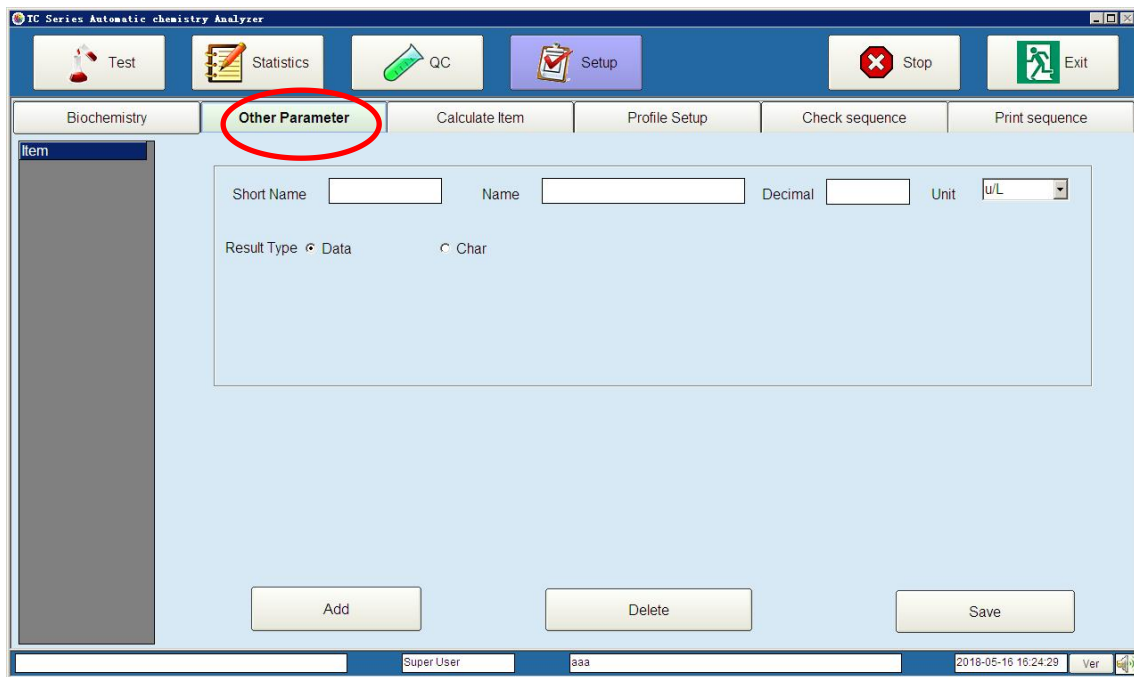 TC Series Automatic chemistry Analyzer
Test Statistics QC Setup Stop Exit
Biochemistry Other Parameter Calculate Item Profile Setup Check sequence Print sequence
Item
Short Name Name Decimal Unit u/L
Result Type Data Char
Add Delete Save
Super User aaa 2018-05-16 16:24:29 Ver